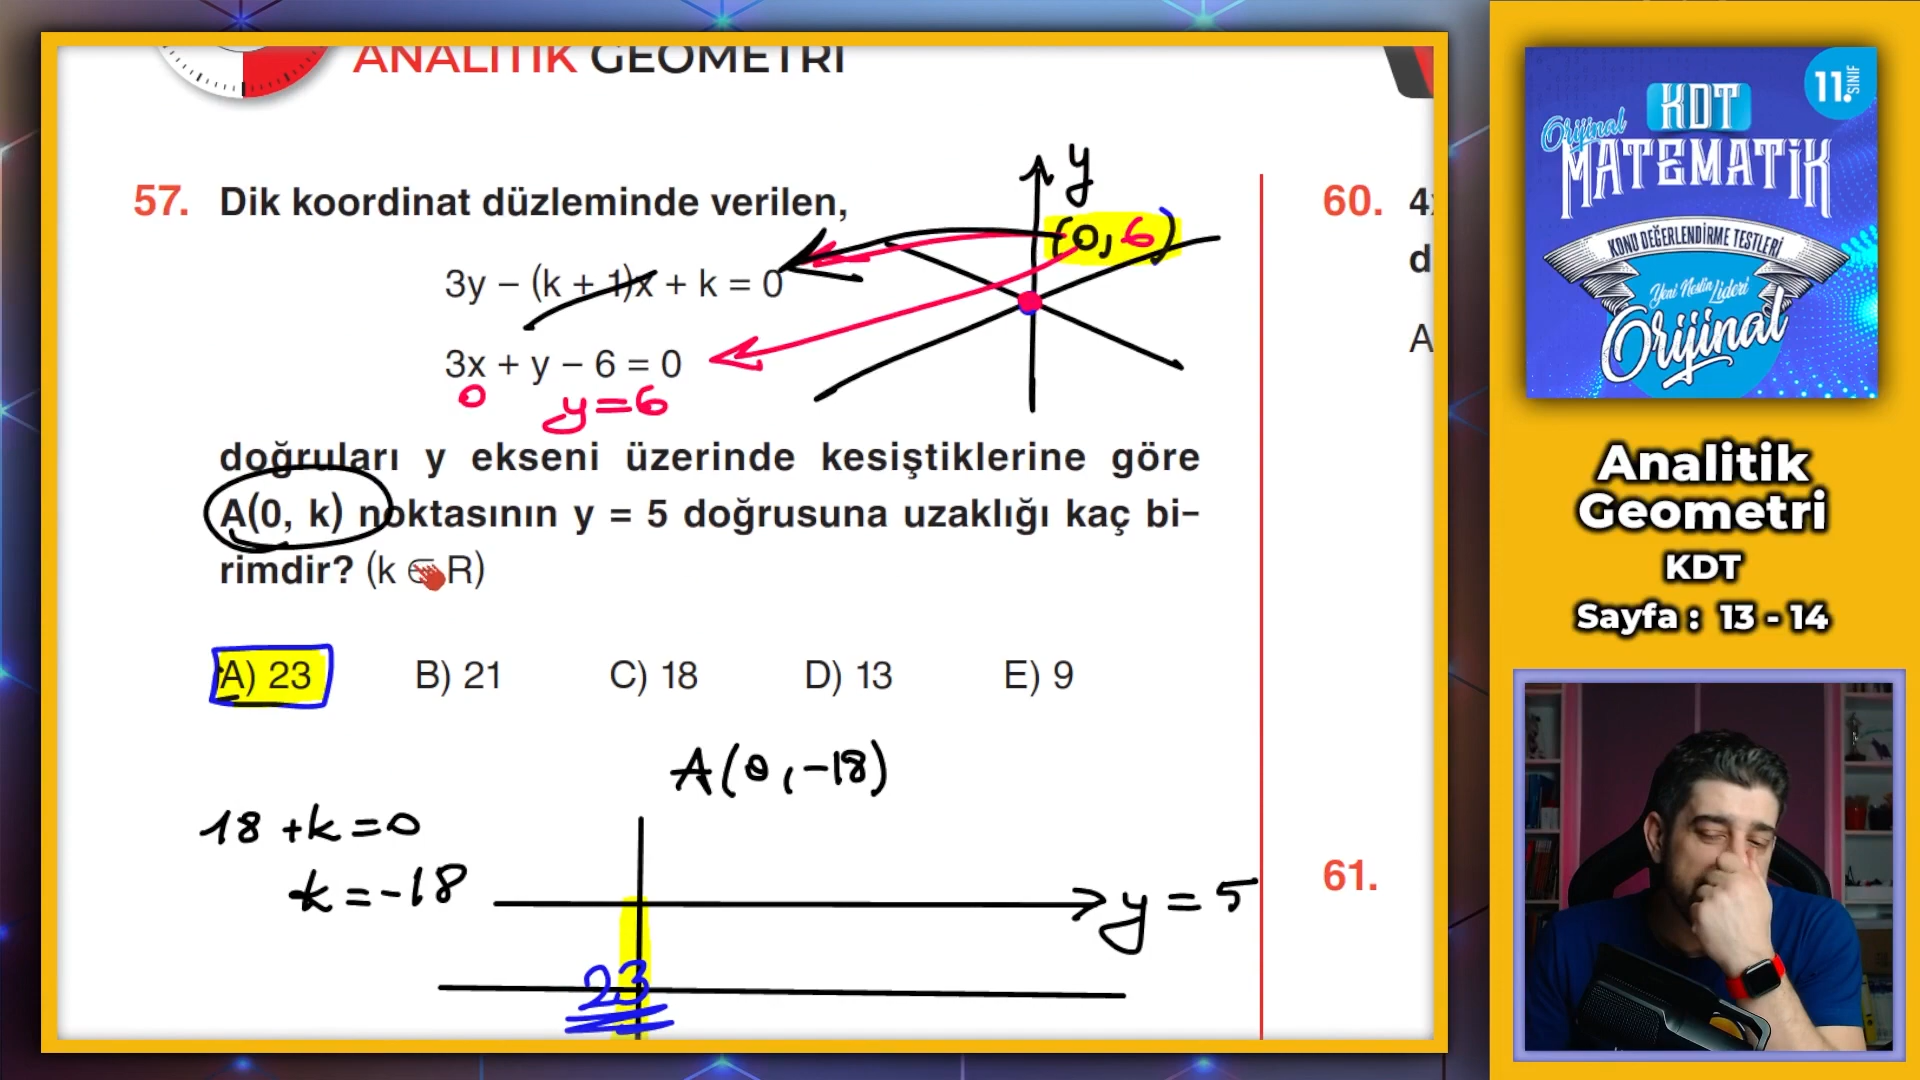 ANALİTİK GEOMETRİ
57. Dik koordinat düzleminde verilen,
y
(0, 6)
3y – (k + 1)x + k = 0
3x + y – 6 = 0
0 y=6
doğruları y ekseni üzerinde kesiştiklerine göre
A(0, k) noktasının y = 5 doğrusuna uzaklığı kaç bi-
rimdir? (k ∈ R)
A) 23 B) 21 C) 18 D) 13 E) 9
A(0, -18)
18 + k = 0
k = -18
y = 5
23
60. 4
d
A
61.
11. SINIF
KDT
Orijinal
MATEMATİK
KONU DEĞERLENDİRME TESTLERİ
Yeni Neslin Lideri
Orijinal
Analitik
Geometri
KDT
Sayfa : 13 - 14